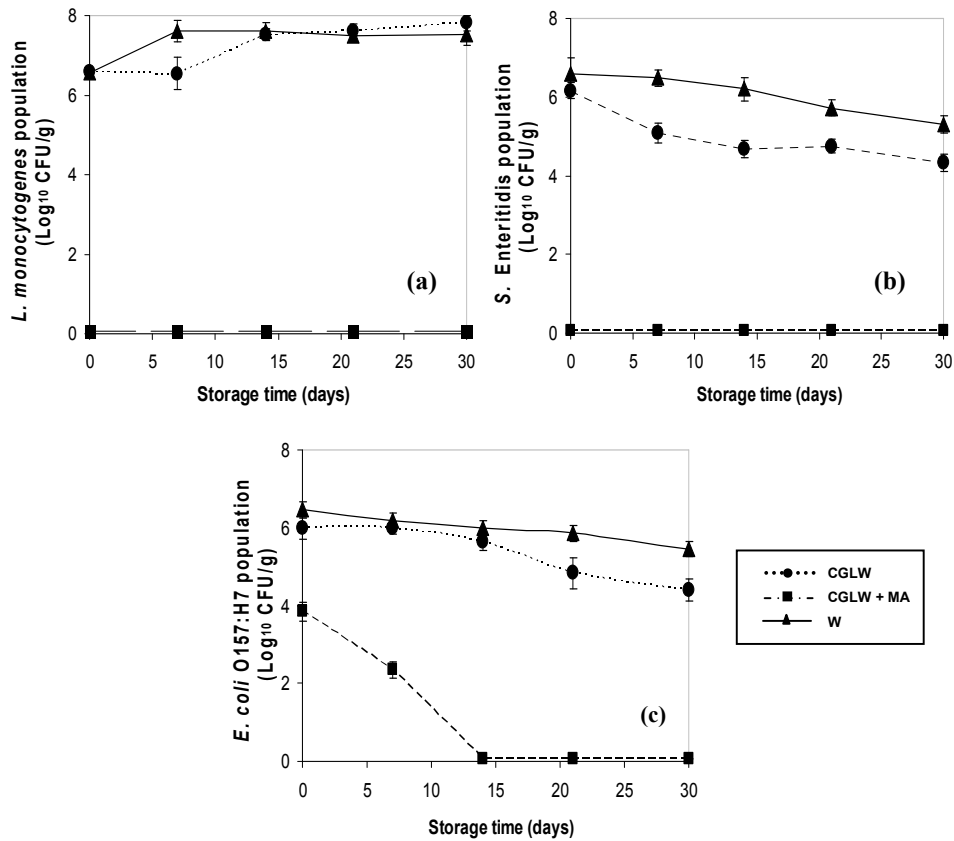 L. monocytogenes population
(Log10 CFU/g)
8
6
4
2
0
(a)
0 5 10 15 20 25 30
Storage time (days)
S. Enteritidis population
(Log10 CFU/g)
8
6
4
2
0
(b)
0 5 10 15 20 25 30
Storage time (days)
E. coli O157:H7 population
(Log10 CFU/g)
8
6
4
2
0
(c)
0 5 10 15 20 25 30
Storage time (days)
CGLW
CGLW + MA
W